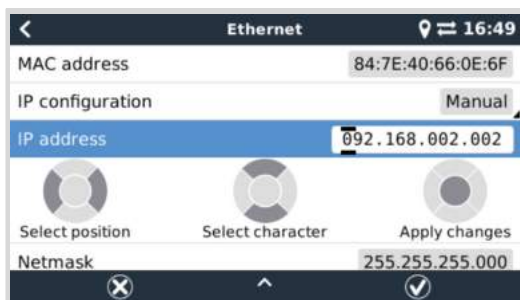 Ethernet 16:49
MAC address 84:7E:40:66:0E:6F
IP configuration Manual
IP address 092.168.002.002
Select position Select character Apply changes
Netmask 255.255.255.000